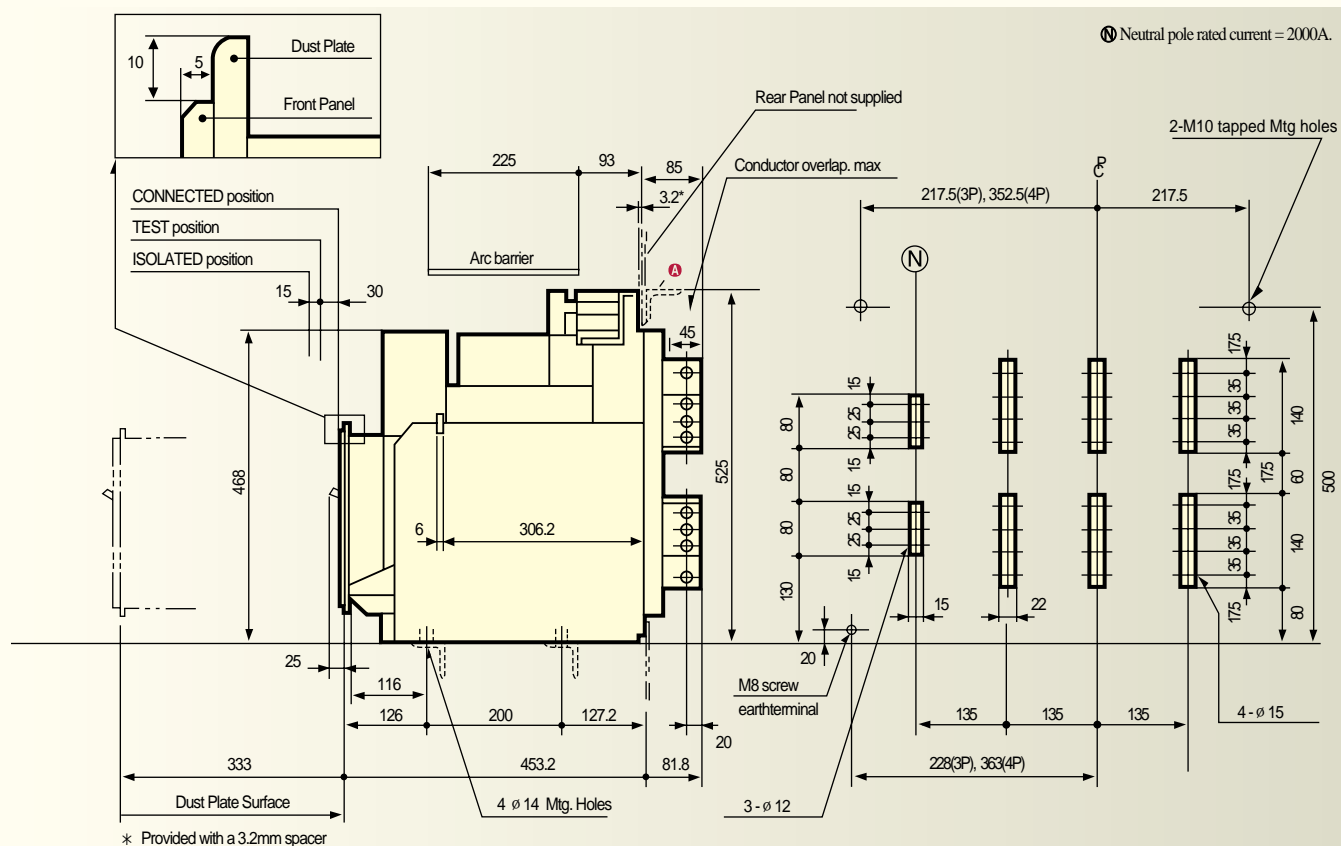 Dust Plate
10
5
Front Panel
Ⓝ Neutral pole rated current = 2000A.
Rear Panel not supplied
2-M10 tapped Mtg holes
225
93
85
Conductor overlap. max
3.2*
CONNECTED position
TEST position
ISOLATED position
15
30
Arc barrier
A
217.5(3P), 352.5(4P)
217.5
N
45
468
525
6
306.2
15
25
25
15
80
80
80
130
15
25
25
15
17.5
35
35
35
17.5
17.5
17.5
35
35
35
17.5
140
60
140
80
500
15
22
20
25
116
126
200
127.2
20
M8 screw
earthterminal
135
135
135
4 - ø 15
333
453.2
81.8
228(3P), 363(4P)
Dust Plate Surface
4 ø 14 Mtg. Holes
3 - ø 12
* Provided with a 3.2mm spacer